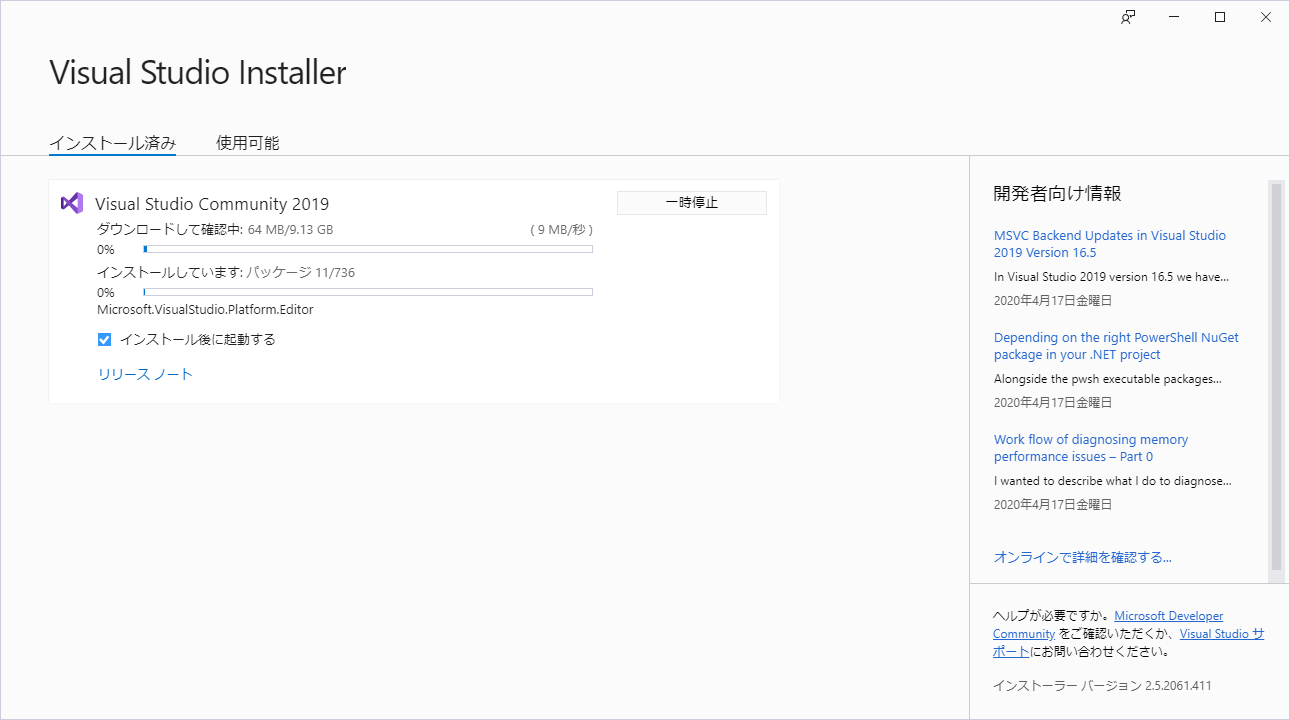 Visual Studio Installer
インストール済み
使用可能
Visual Studio Community 2019
一時停止
ダウンロードして確認中: 64 MB/9.13 GB
( 9 MB/秒 )
0%
インストールしています: パッケージ 11/736
0%
Microsoft.VisualStudio.Platform.Editor
インストール後に起動する
リリース ノート
開発者向け情報
MSVC Backend Updates in Visual Studio
2019 Version 16.5
In Visual Studio 2019 version 16.5 we have...
2020年4月17日金曜日
Depending on the right PowerShell NuGet
package in your .NET project
Alongside the pwsh executable packages...
2020年4月17日金曜日
Work flow of diagnosing memory
performance issues – Part 0
I wanted to describe what I do to diagnose...
2020年4月17日金曜日
オンラインで詳細を確認する...
ヘルプが必要ですか。Microsoft Developer
Community をご確認いただくか、Visual Studio サ
ポートにお問い合わせください。
インストーラー バージョン 2.5.2061.411